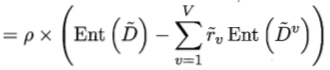 = ρ × ( Ent ( D̃ ) − ∑_{v=1}^{V} r̃_v Ent ( D̃^v ) )